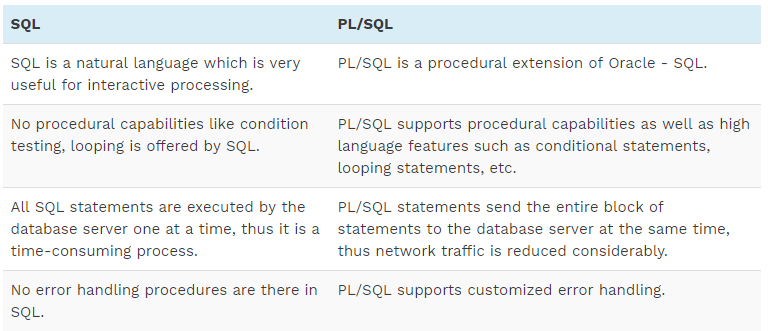 SQL
PL/SQL
SQL is a natural language which is very
useful for interactive processing.
PL/SQL is a procedural extension of Oracle - SQL.
No procedural capabilities like condition
testing, looping is offered by SQL.
PL/SQL supports procedural capabilities as well as high
language features such as conditional statements,
looping statements, etc.
All SQL statements are executed by the
database server one at a time, thus it is a
time-consuming process.
PL/SQL statements send the entire block of
statements to the database server at the same time,
thus network traffic is reduced considerably.
No error handling procedures are there in
SQL.
PL/SQL supports customized error handling.